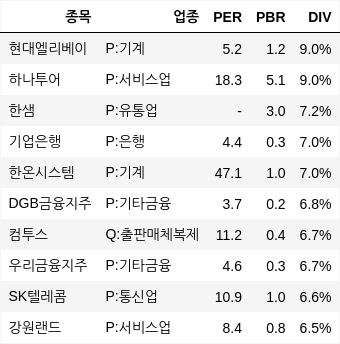 종목 업종 PER PBR DIV
현대엘리베이 P:기계 5.2 1.2 9.0%
하나투어 P:서비스업 18.3 5.1 9.0%
한샘 P:유통업 - 3.0 7.2%
기업은행 P:은행 4.4 0.3 7.0%
한온시스템 P:기계 47.1 1.0 7.0%
DGB금융지주 P:기타금융 3.7 0.2 6.8%
컴투스 Q:출판매체복제 11.2 0.4 6.7%
우리금융지주 P:기타금융 4.6 0.3 6.7%
SK텔레콤 P:통신업 10.9 1.0 6.6%
강원랜드 P:서비스업 8.4 0.8 6.5%